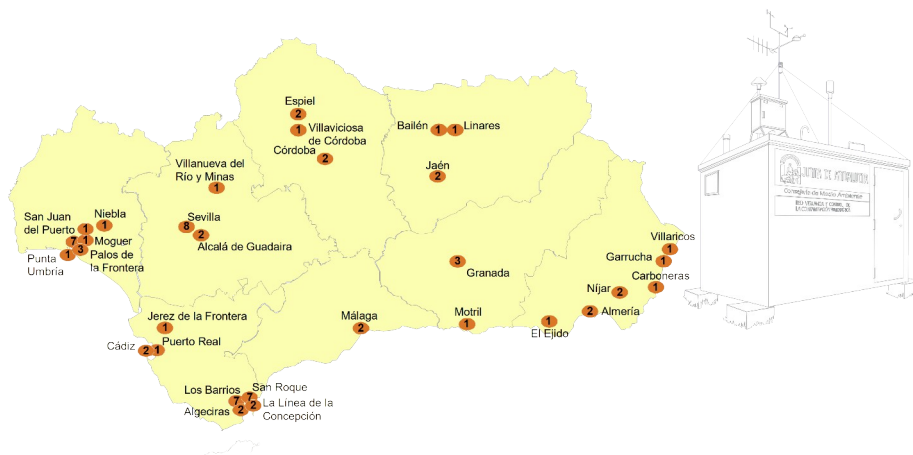 Espiel
2
1
Villaviciosa
de Córdoba
Córdoba
2
Bailén
1
1
Linares
Jaén
2
Villanueva del
Río y Minas
1
Sevilla
8
2
Alcalá de Guadaira
San Juan
del Puerto
Niebla
1
1
7
1
Moguer
3
Palos de
la Frontera
1
Punta
Umbría
Villaricos
1
Garrucha
1
Carboneras
1
Níjar
2
2
Almería
1
El Ejido
3
Granada
Motril
1
Málaga
2
Jerez de la Frontera
1
Cádiz
2
1
Puerto Real
Los Barrios
7
7
San Roque
Algeciras
2
2
La Línea de la
Concepción
JUNTA DE ANDALUCIA
Consejería de Medio Ambiente